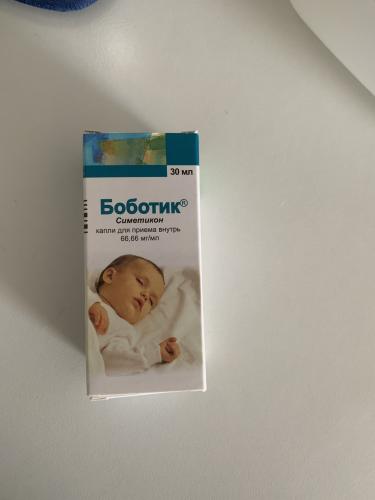 30 мл
Боботик®
Симетикон
капли для приема внутрь
66,66 мг/мл